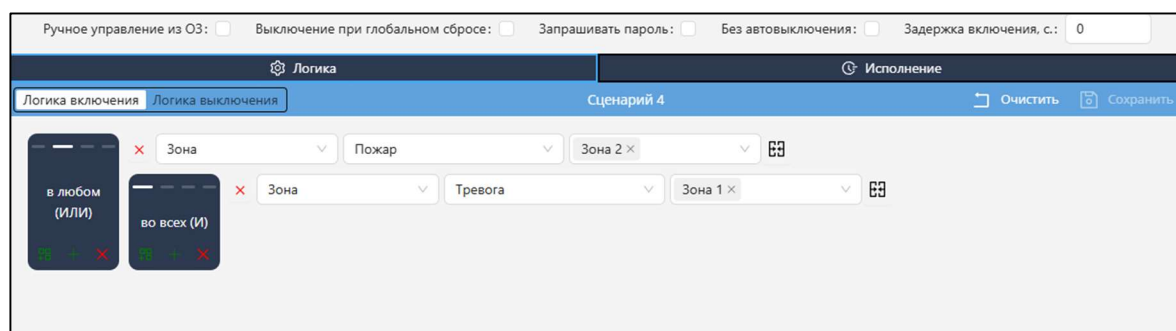 Ручное управление из ОЗ: Выключение при глобальном сбросе: Запрашивать пароль: Без автовыключения: Задержка включения, с.: 0
Логика Исполнение
Логика включения Логика выключения Сценарий 4 Очистить Сохранить
Зона Пожар Зона 2 ×
в любом
(ИЛИ)
Зона Тревога Зона 1 ×
во всех (И)